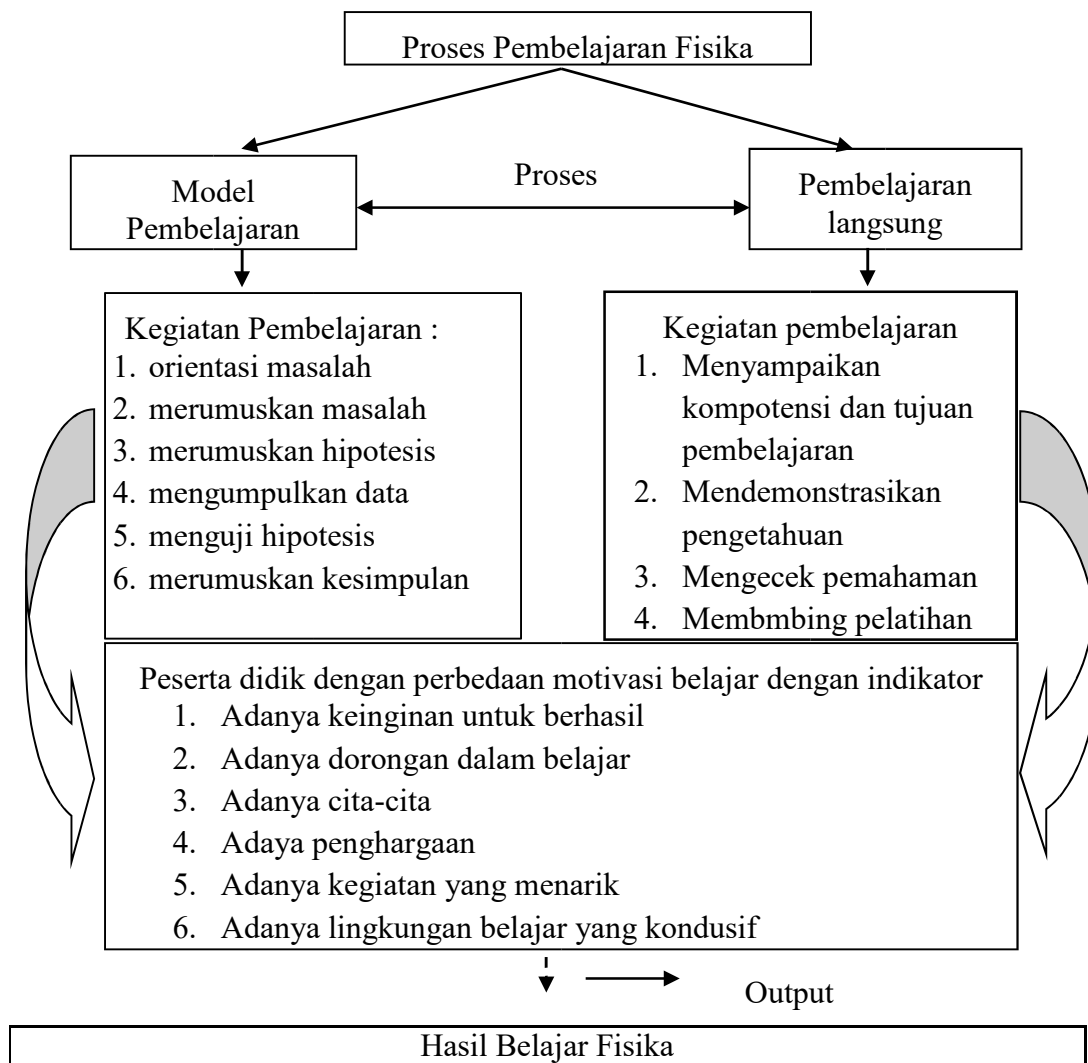 Proses Pembelajaran Fisika
Proses
Model
Pembelajaran
Pembelajaran
langsung
Kegiatan Pembelajaran :
1. orientasi masalah
2. merumuskan masalah
3. merumuskan hipotesis
4. mengumpulkan data
5. menguji hipotesis
6. merumuskan kesimpulan
Kegiatan pembelajaran
1. Menyampaikan
kompotensi dan tujuan
pembelajaran
2. Mendemonstrasikan
pengetahuan
3. Mengecek pemahaman
4. Membmbing pelatihan
Peserta didik dengan perbedaan motivasi belajar dengan indikator
1. Adanya keinginan untuk berhasil
2. Adanya dorongan dalam belajar
3. Adanya cita-cita
4. Adaya penghargaan
5. Adanya kegiatan yang menarik
6. Adanya lingkungan belajar yang kondusif
Output
Hasil Belajar Fisika